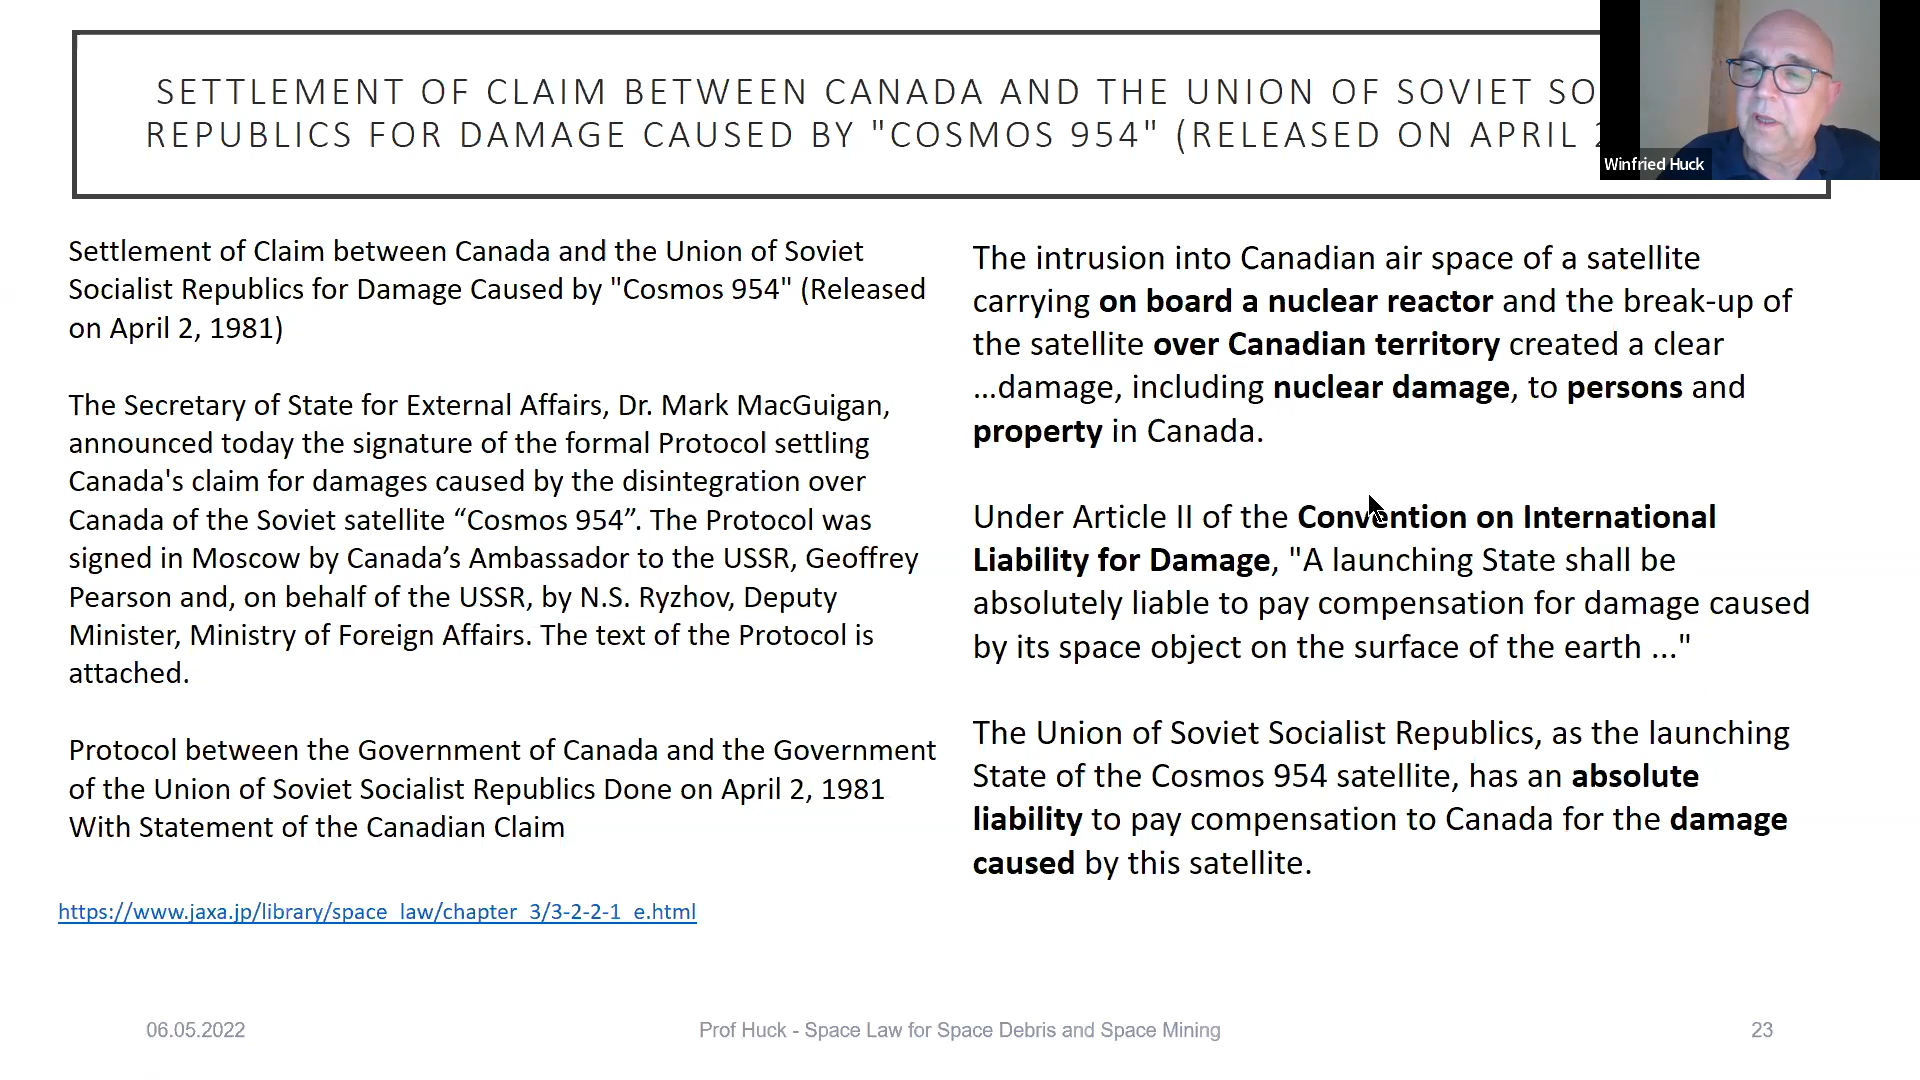 SETTLEMENT OF CLAIM BETWEEN CANADA AND THE UNION OF SOVIET SO
REPUBLICS FOR DAMAGE CAUSED BY "COSMOS 954" (RELEASED ON APRIL
Winfried Huck
Settlement of Claim between Canada and the Union of Soviet
Socialist Republics for Damage Caused by "Cosmos 954" (Released
on April 2, 1981)
The Secretary of State for External Affairs, Dr. Mark MacGuigan,
announced today the signature of the formal Protocol settling
Canada's claim for damages caused by the disintegration over
Canada of the Soviet satellite “Cosmos 954”. The Protocol was
signed in Moscow by Canada’s Ambassador to the USSR, Geoffrey
Pearson and, on behalf of the USSR, by N.S. Ryzhov, Deputy
Minister, Ministry of Foreign Affairs. The text of the Protocol is
attached.
Protocol between the Government of Canada and the Government
of the Union of Soviet Socialist Republics Done on April 2, 1981
With Statement of the Canadian Claim
https://www.jaxa.jp/library/space_law/chapter_3/3-2-2-1_e.html
The intrusion into Canadian air space of a satellite
carrying on board a nuclear reactor and the break-up of
the satellite over Canadian territory created a clear
...damage, including nuclear damage, to persons and
property in Canada.
Under Article II of the Convention on International
Liability for Damage, "A launching State shall be
absolutely liable to pay compensation for damage caused
by its space object on the surface of the earth ..."
The Union of Soviet Socialist Republics, as the launching
State of the Cosmos 954 satellite, has an absolute
liability to pay compensation to Canada for the damage
caused by this satellite.
06.05.2022
Prof Huck - Space Law for Space Debris and Space Mining
23